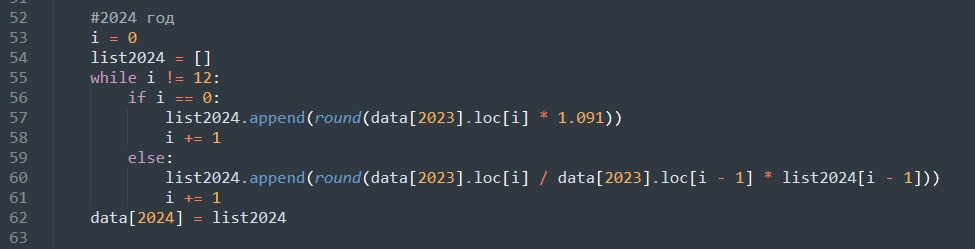 52 #2024 год
53 i = 0
54 list2024 = []
55 while i != 12:
56 if i == 0:
57 list2024.append(round(data[2023].loc[i] * 1.091))
58 i += 1
59 else:
60 list2024.append(round(data[2023].loc[i] / data[2023].loc[i - 1] * list2024[i - 1]))
61 i += 1
62 data[2024] = list2024
63